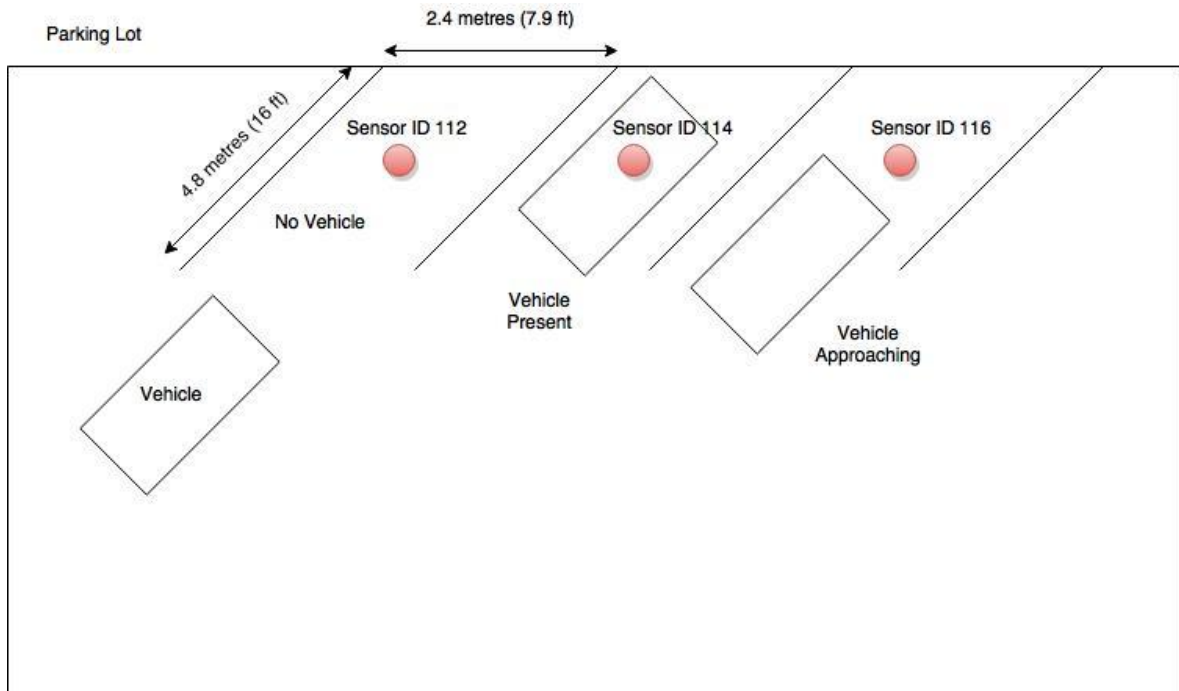 Parking Lot
2.4 metres (7.9 ft)
4.8 metres (16 ft)
Sensor ID 112
Sensor ID 114
Sensor ID 116
No Vehicle
Vehicle
Present
Vehicle
Approaching
Vehicle